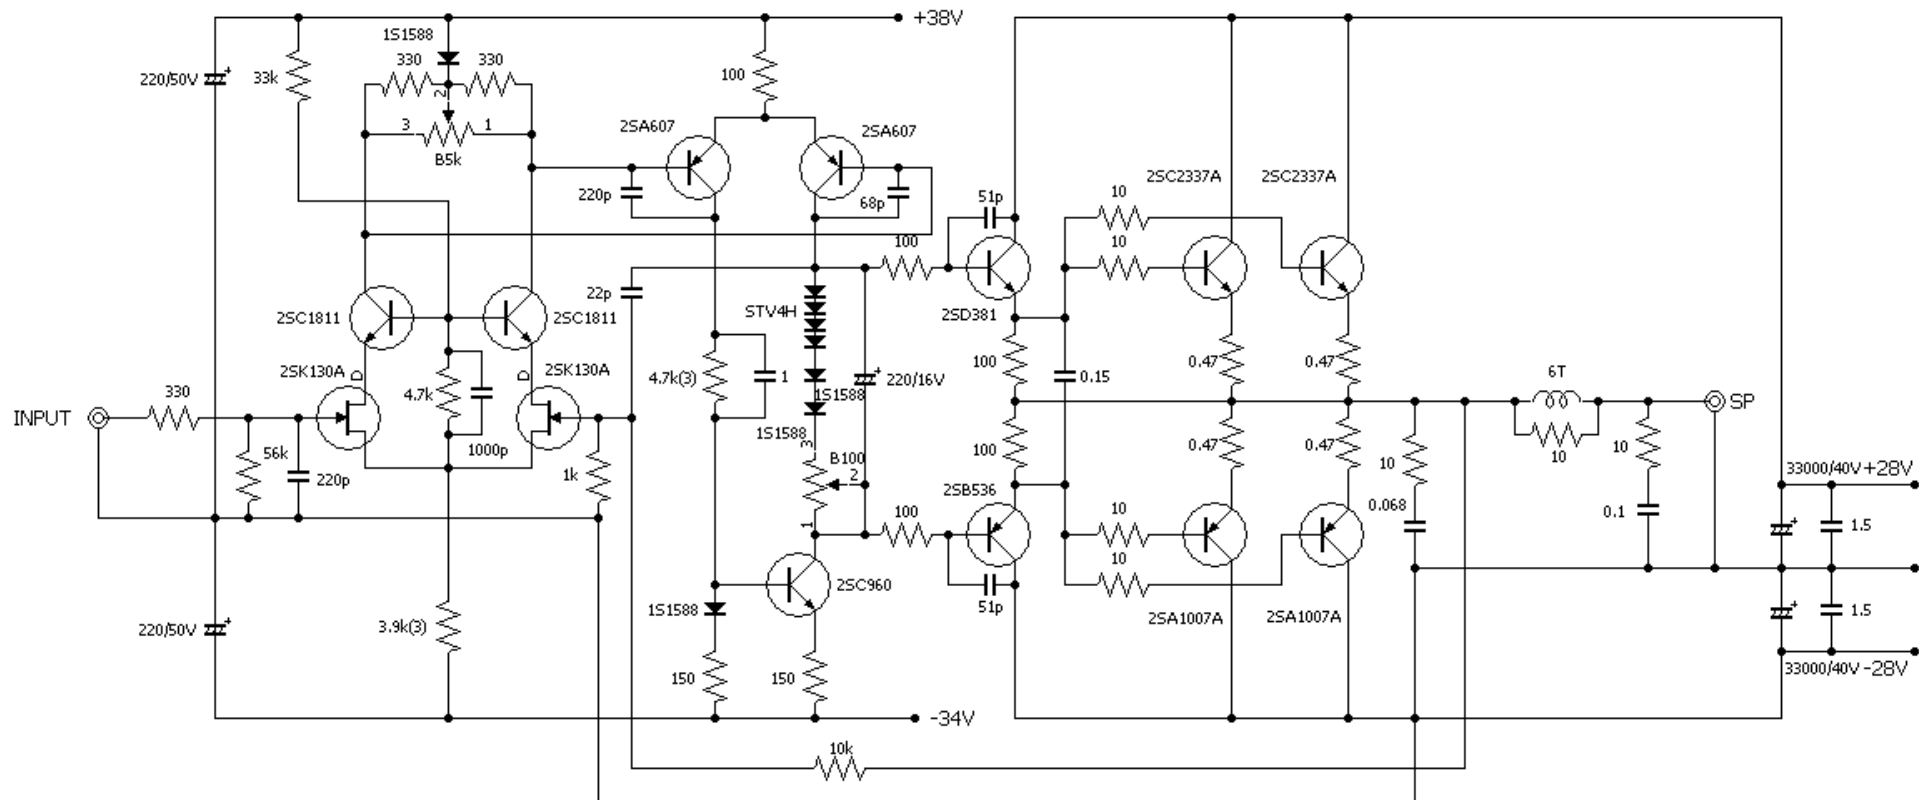 +38V
1S1588
330
330
220/50V
33k
100
2
3
1
2SA607
2SA607
B5k
2SC2337A
2SC2337A
220p
68p
51p
10
100
10
22p
STV4H
2SC1811
2SC1811
2SD381
2SK130A
D
D
2SK130A
100
0.47
0.47
4.7k
4.7k(3)
1
220/16V
0.15
6T
330
1S1588
INPUT
SP
1S1588
3
1000p
B100
2
100
0.47
0.47
10
10
10
56k
220p
1k
2SB536
33000/40V
+28V
100
10
0.068
0.1
1.5
1
10
2SC960
51p
1S1588
2SA1007A
2SA1007A
1.5
220/50V
3.9k(3)
150
150
33000/40V
-28V
-34V
10k